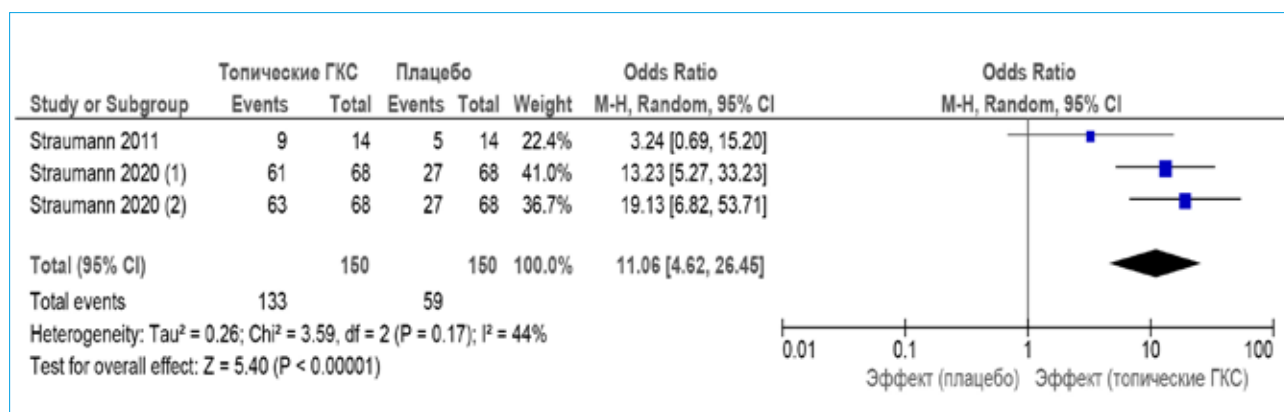 Топические ГКС Плацебо Odds Ratio Odds Ratio
Study or Subgroup Events Total Events Total Weight M-H, Random, 95% CI M-H, Random, 95% CI
Straumann 2011 9 14 5 14 22.4% 3.24 [0.69, 15.20]
Straumann 2020 (1) 61 68 27 68 41.0% 13.23 [5.27, 33.23]
Straumann 2020 (2) 63 68 27 68 36.7% 19.13 [6.82, 53.71]
Total (95% CI) 150 150 100.0% 11.06 [4.62, 26.45]
Total events 133 59
Heterogeneity: Tau² = 0.26; Chi² = 3.59, df = 2 (P = 0.17); I² = 44%
Test for overall effect: Z = 5.40 (P < 0.00001)
0.01 0.1 1 10 100
Эффект (плацебо) Эффект (топические ГКС)